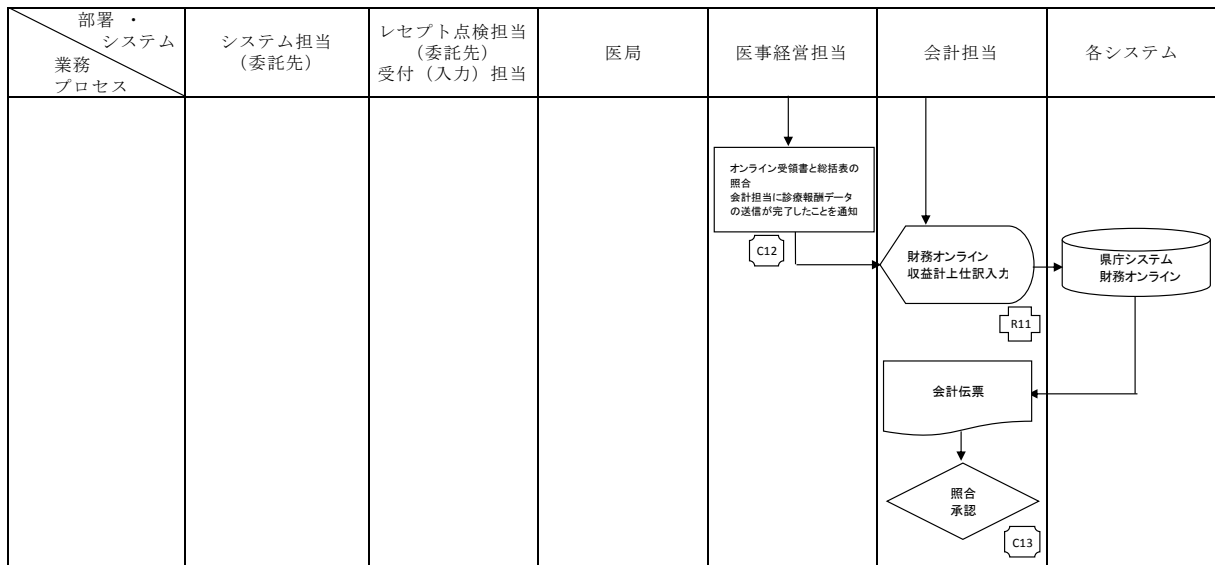 部署 ・
システム
業務
プロセス
システム担当
（委託先）
レセプト点検担当
（委託先）
受付（入力）担当
医局
医事経営担当
会計担当
各システム
オンライン受領書と総括表の
照合
会計担当に診療報酬データ
の送信が完了したことを通知
C12
財務オンライン
収益計上仕訳入力
県庁システム
財務オンライン
R11
会計伝票
照合
承認
C13